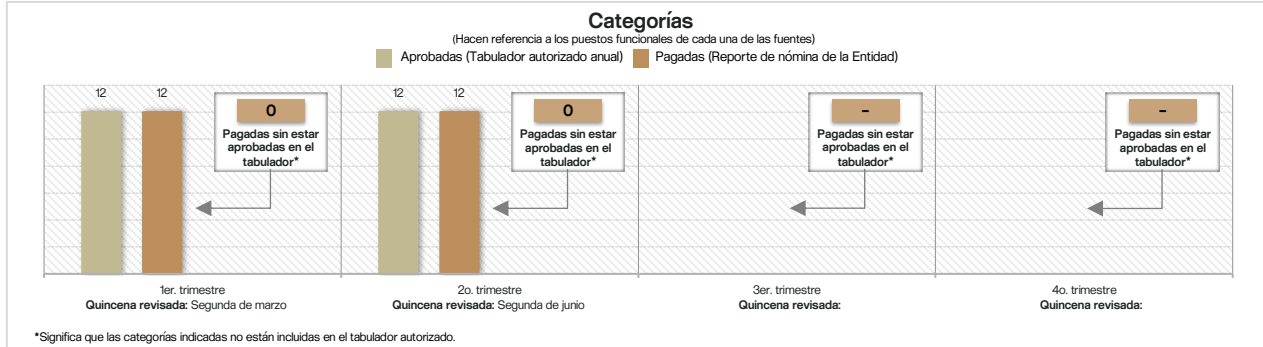 Categorías
(Hacen referencia a los puestos funcionales de cada una de las fuentes)
Aprobadas (Tabulador autorizado anual) Pagadas (Reporte de nómina de la Entidad)
12 12
0
Pagadas sin estar
aprobadas en el
tabulador*
12 12
0
Pagadas sin estar
aprobadas en el
tabulador*
-
Pagadas sin estar
aprobadas en el
tabulador*
-
Pagadas sin estar
aprobadas en el
tabulador*
1er. trimestre
Quincena revisada: Segunda de marzo
2o. trimestre
Quincena revisada: Segunda de junio
3er. trimestre
Quincena revisada:
4o. trimestre
Quincena revisada:
*Significa que las categorías indicadas no están incluidas en el tabulador autorizado.